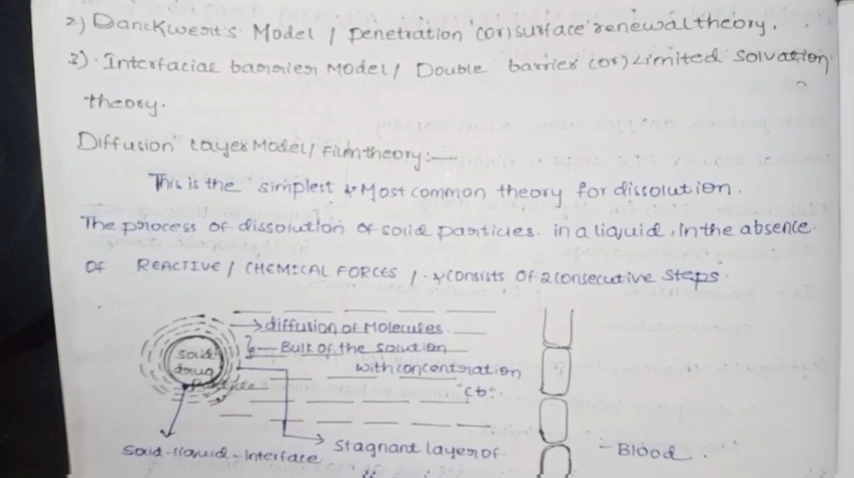 2) Danckwert's Model / penetration (or) surface renewal theory.
3). Interfacial barrier Model / Double barrier (or) Limited Solvation
theory.
Diffusion Layer Model / Film theory:-
This is the simplest & Most common theory for dissolution.
The process of dissolution of solid particles. in a liquid, in the absence
of REACTIVE / CHEMICAL FORCES / . consists of 2 consecutive steps.
diffusion of Molecules.
Bulk of the solution
with concentration
"Cb".
Solid
drug
particle
Solid-liquid-Interface
Stagnant layer of
- Blood.